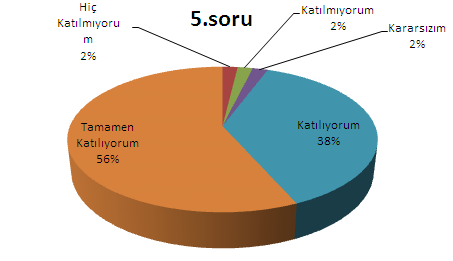 5.soru
Hiç
Katılmıyoru
m
2%
Katılmıyorum
2%
Kararsızım
2%
Katılıyorum
38%
Tamamen
Katılıyorum
56%